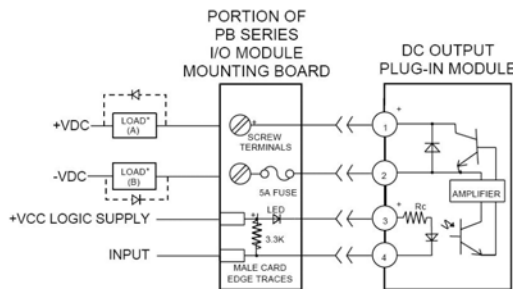 PORTION OF
PB SERIES
I/O MODULE
MOUNTING BOARD
DC OUTPUT
PLUG-IN MODULE
+VDC
LOAD*
(A)
+
SCREW
TERMINALS
1
+
-VDC
LOAD*
(B)
5A FUSE
2
AMPLIFIER
+VCC LOGIC SUPPLY
+
LED
3
+
Rc
3.3K
INPUT
4
MALE CARD
EDGE TRACES